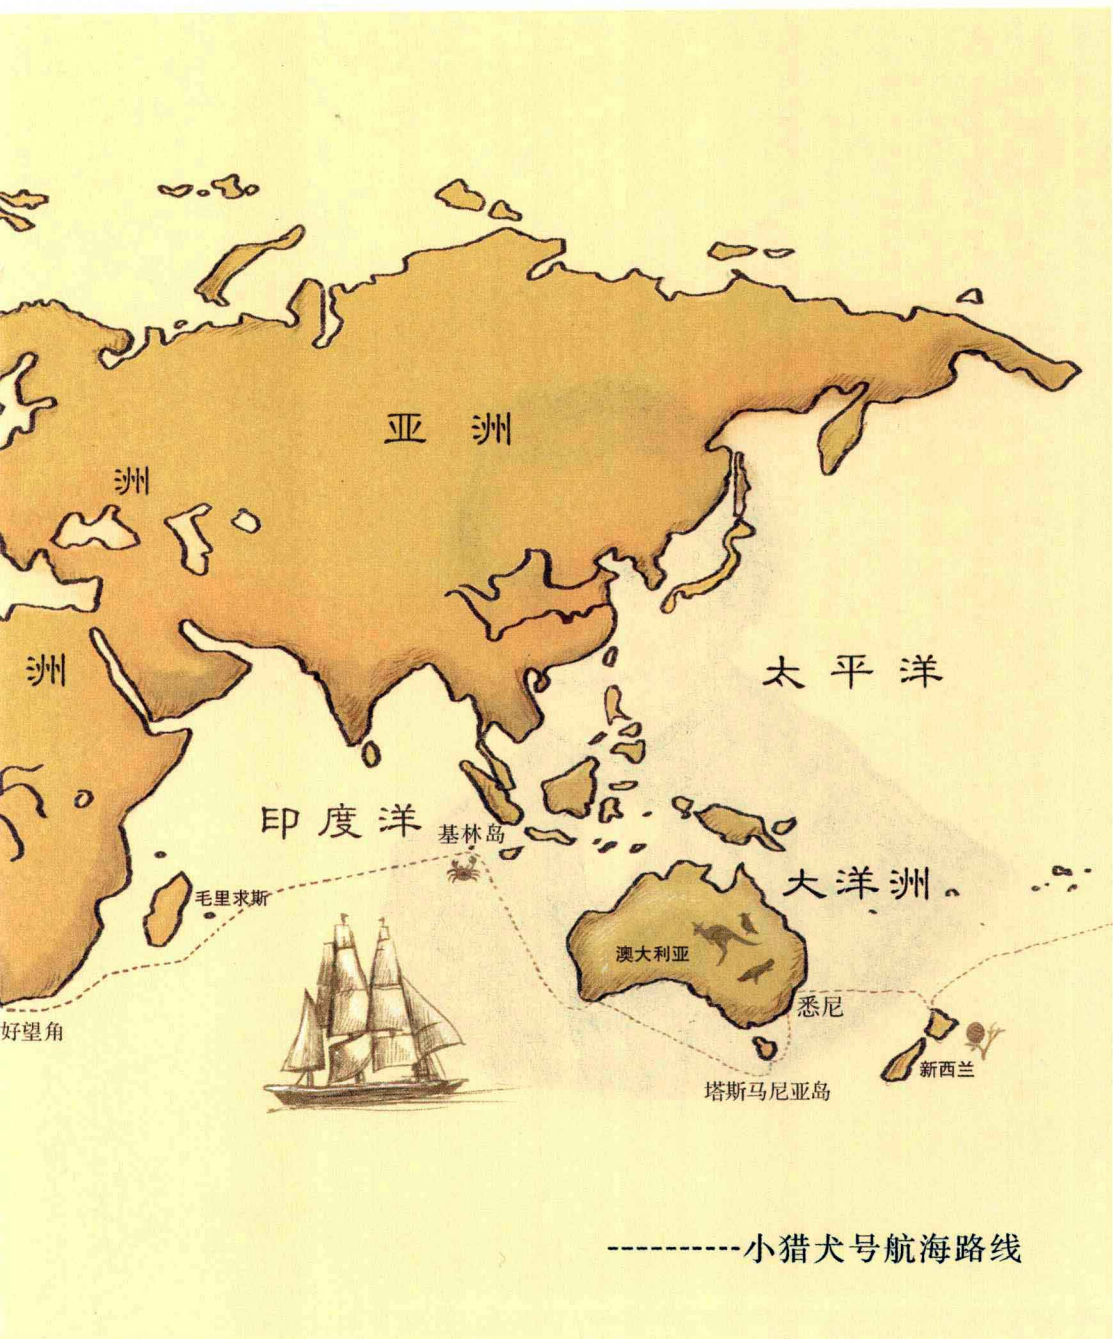 亚 洲
洲
洲
太 平 洋
印 度 洋
基林岛
大 洋 洲
毛里求斯
澳大利亚
悉尼
好望角
新西兰
塔斯马尼亚岛
----------小猎犬号航海路线